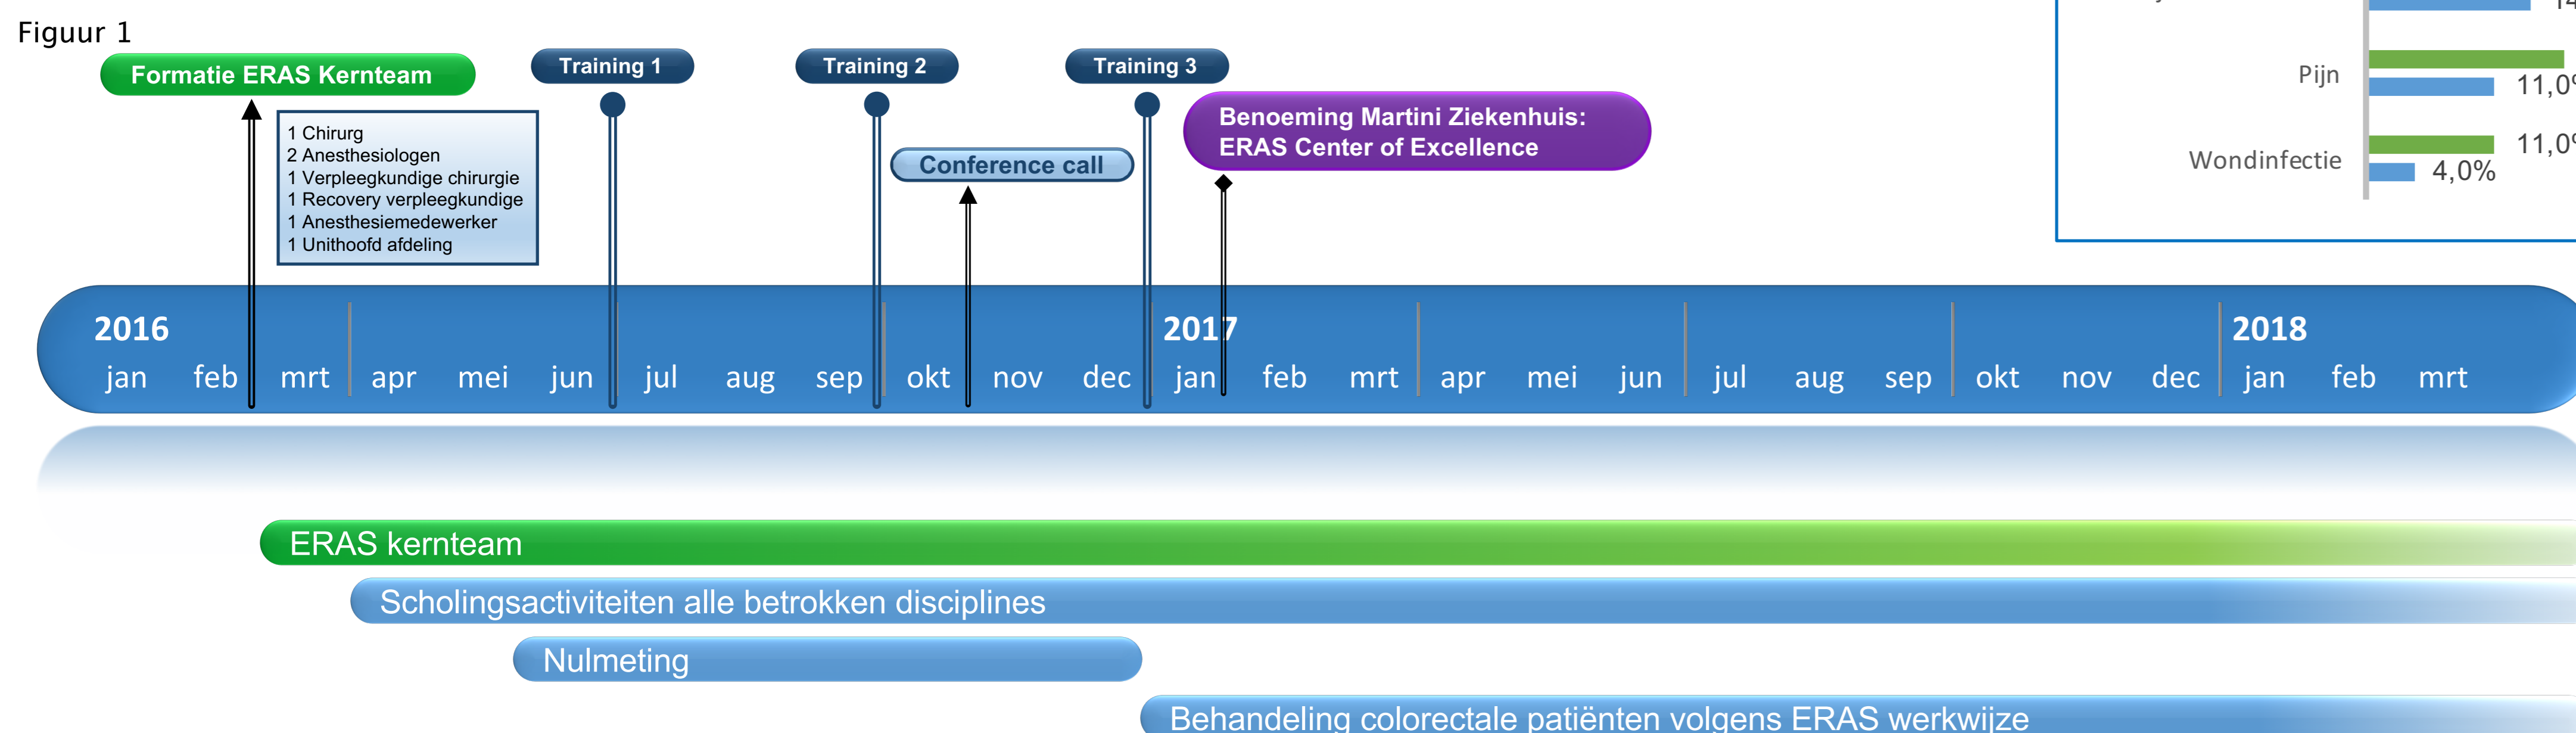 Figuur 1
Formatie ERAS Kernteam
Training 1
Training 2
Training 3
1 Chirurg
2 Anesthesiologen
1 Verpleegkundige chirurgie
1 Recovery verpleegkundige
1 Anesthesiemedewerker
1 Unithoofd afdeling
Conference call
Benoeming Martini Ziekenhuis:
ERAS Center of Excellence
Pijn
11,0
Wondinfectie
11,0
4,0%
2016
2017
2018
jan feb mrt apr mei jun jul aug sep okt nov dec jan feb mrt apr mei jun jul aug sep okt nov dec jan feb mrt
ERAS kernteam
Scholingsactiviteiten alle betrokken disciplines
Nulmeting
Behandeling colorectale patiënten volgens ERAS werkwijze